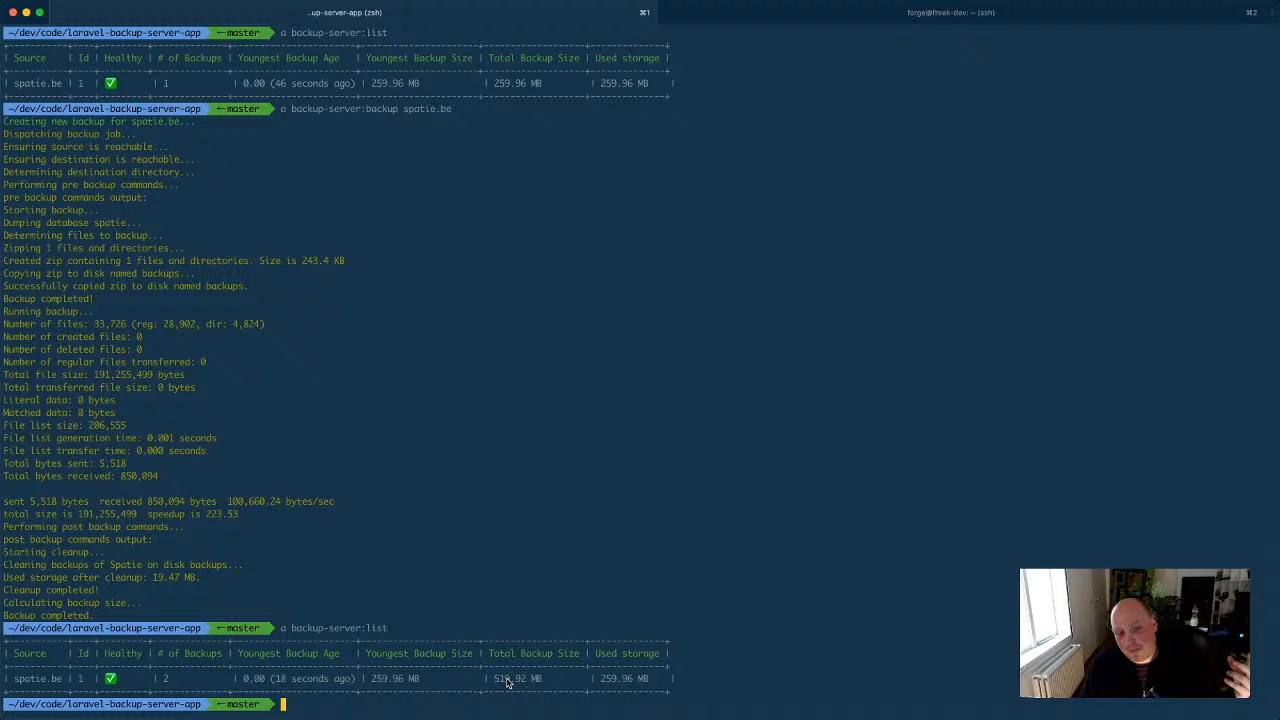 ..up-server-app (zsh) ⌘1 forge@freek-dev: ~ (ssh) ⌘2
~/dev/code/laravel-backup-server-app master a backup-server:list
| Source | Id | Healthy | # of Backups | Youngest Backup Age | Youngest Backup Size | Total Backup Size | Used storage |
| spatie.be | 1 | ✅ | 1 | 0.00 (46 seconds ago) | 259.96 MB | 259.96 MB | 259.96 MB |
~/dev/code/laravel-backup-server-app master a backup-server:backup spatie.be
Creating new backup for spatie.be...
Dispatching backup job...
Ensuring source is reachable...
Ensuring destination is reachable...
Determining destination directory...
Performing pre backup commands...
pre backup commands output:
Starting backup...
Dumping database spatie...
Determining files to backup...
Zipping 1 files and directories...
Created zip containing 1 files and directories. Size is 243.4 KB
Copying zip to disk named backups...
Successfully copied zip to disk named backups.
Backup completed!
Running backup...
Number of files: 33,726 (reg: 28,902, dir: 4,824)
Number of created files: 0
Number of deleted files: 0
Number of regular files transferred: 0
Total file size: 191,255,499 bytes
Total transferred file size: 0 bytes
Literal data: 0 bytes
Matched data: 0 bytes
File list size: 206,555
File list generation time: 0.001 seconds
File list transfer time: 0.000 seconds
Total bytes sent: 5,518
Total bytes received: 850,094
sent 5,518 bytes  received 850,094 bytes  100,660.24 bytes/sec
total size is 191,255,499  speedup is 223.53
Performing post backup commands...
post backup commands output:
Starting cleanup...
Cleaning backups of Spatie on disk backups...
Used storage after cleanup: 19.47 MB.
Cleanup completed!
Calculating backup size...
Backup completed.
~/dev/code/laravel-backup-server-app master a backup-server:list
| Source | Id | Healthy | # of Backups | Youngest Backup Age | Youngest Backup Size | Total Backup Size | Used storage |
| spatie.be | 1 | ✅ | 2 | 0.00 (18 seconds ago) | 259.96 MB | 519.92 MB | 259.96 MB |
~/dev/code/laravel-backup-server-app master